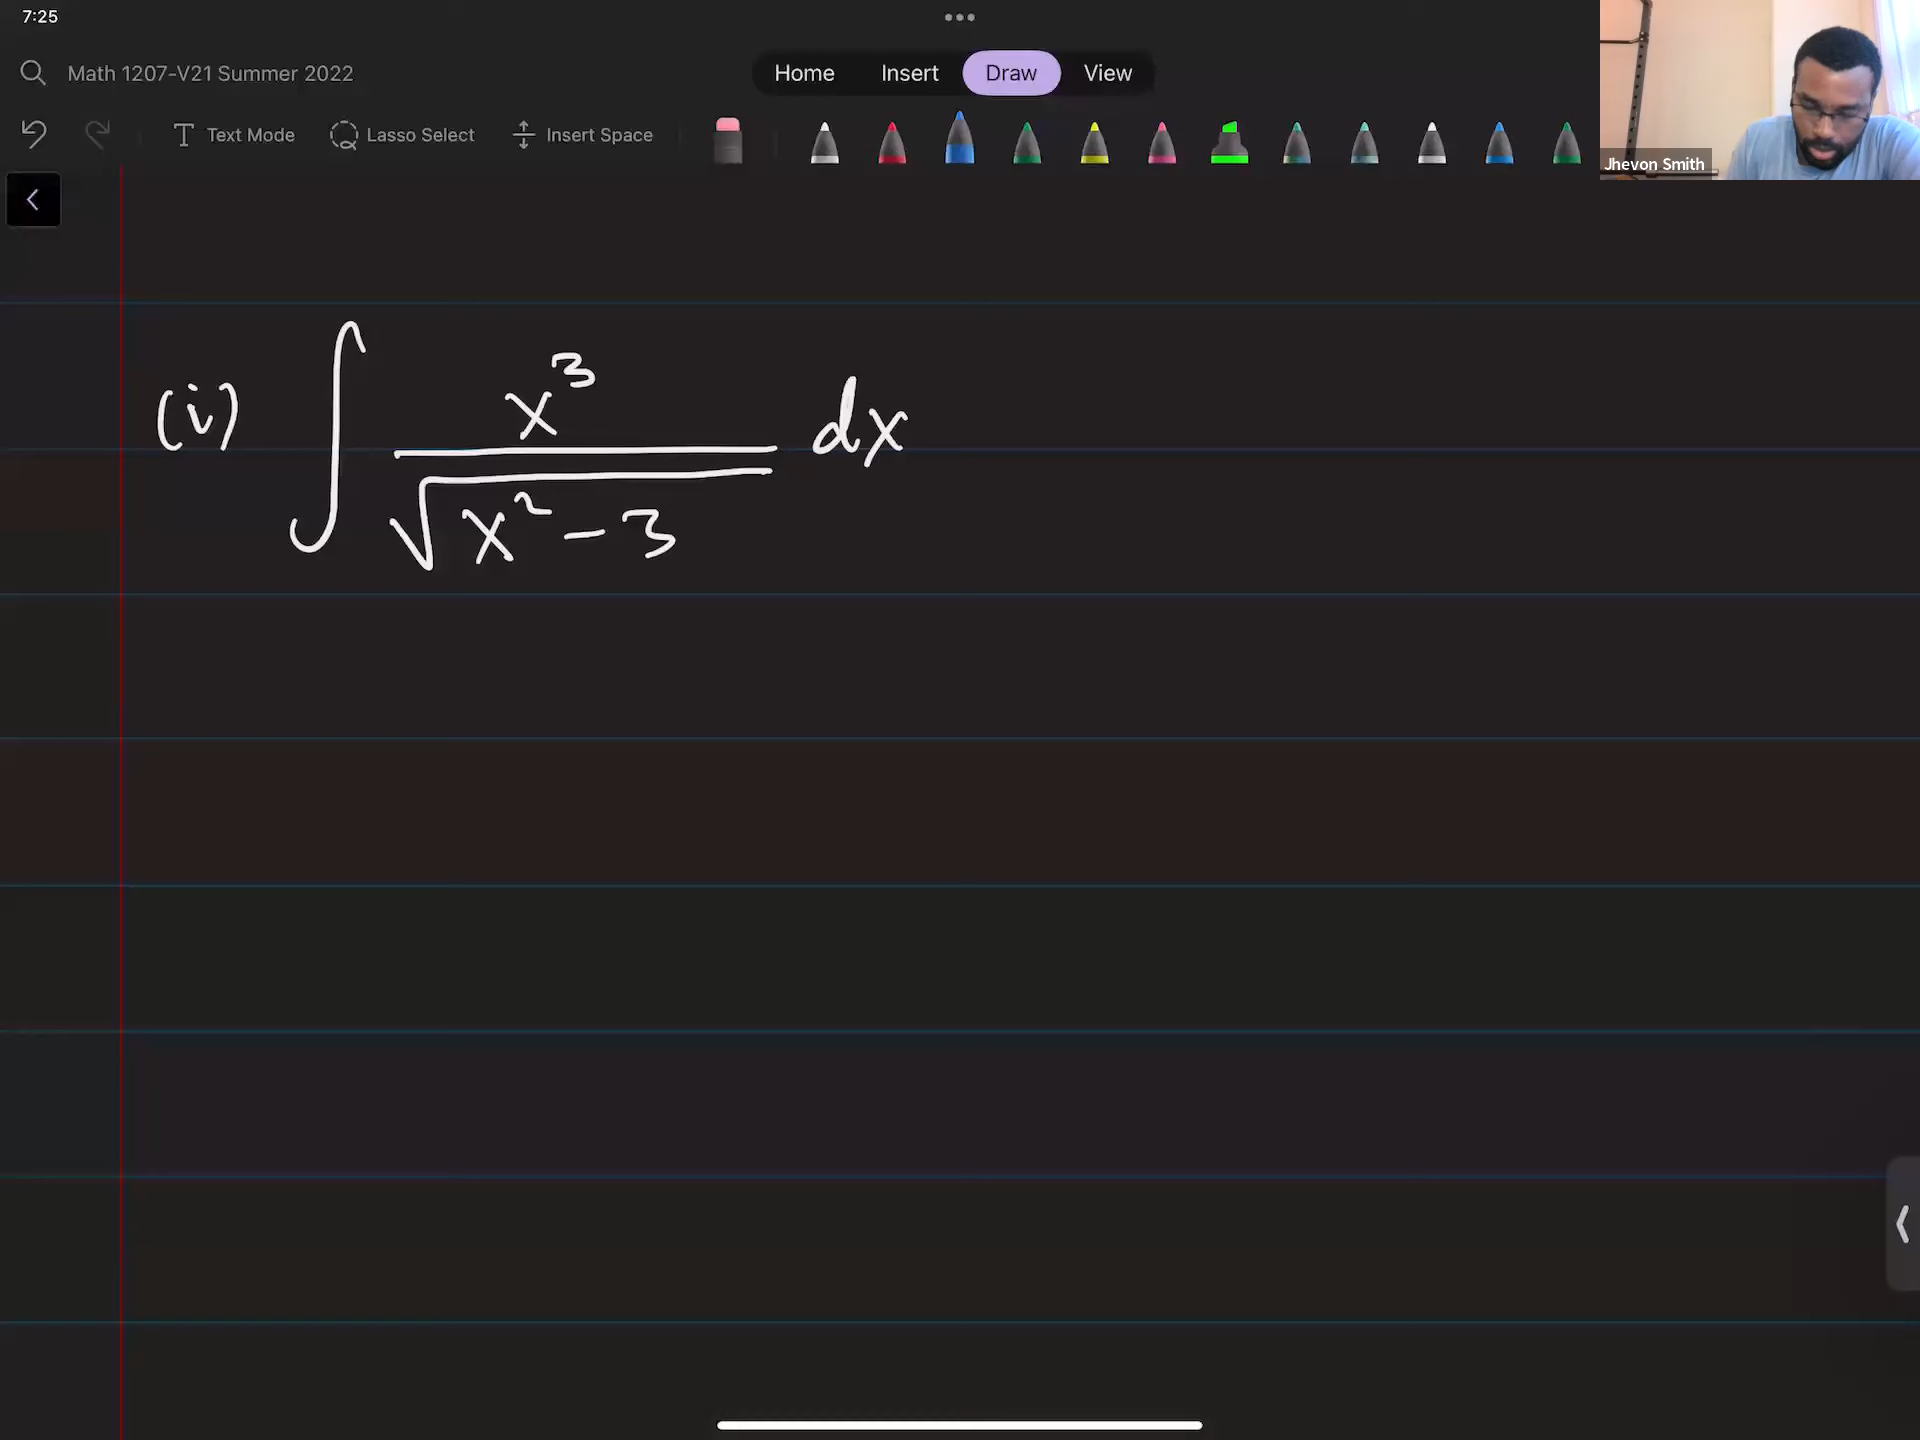 7:25
Math 1207-V21 Summer 2022
Home Insert Draw View
Text Mode Lasso Select Insert Space
Jhevon Smith
(i) ∫ x³ / √(x² - 3) dx